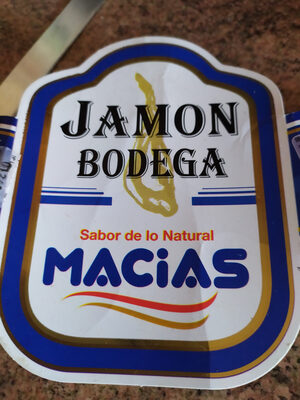 JAMON
BODEGA
Sabor de lo Natural
MACiAS